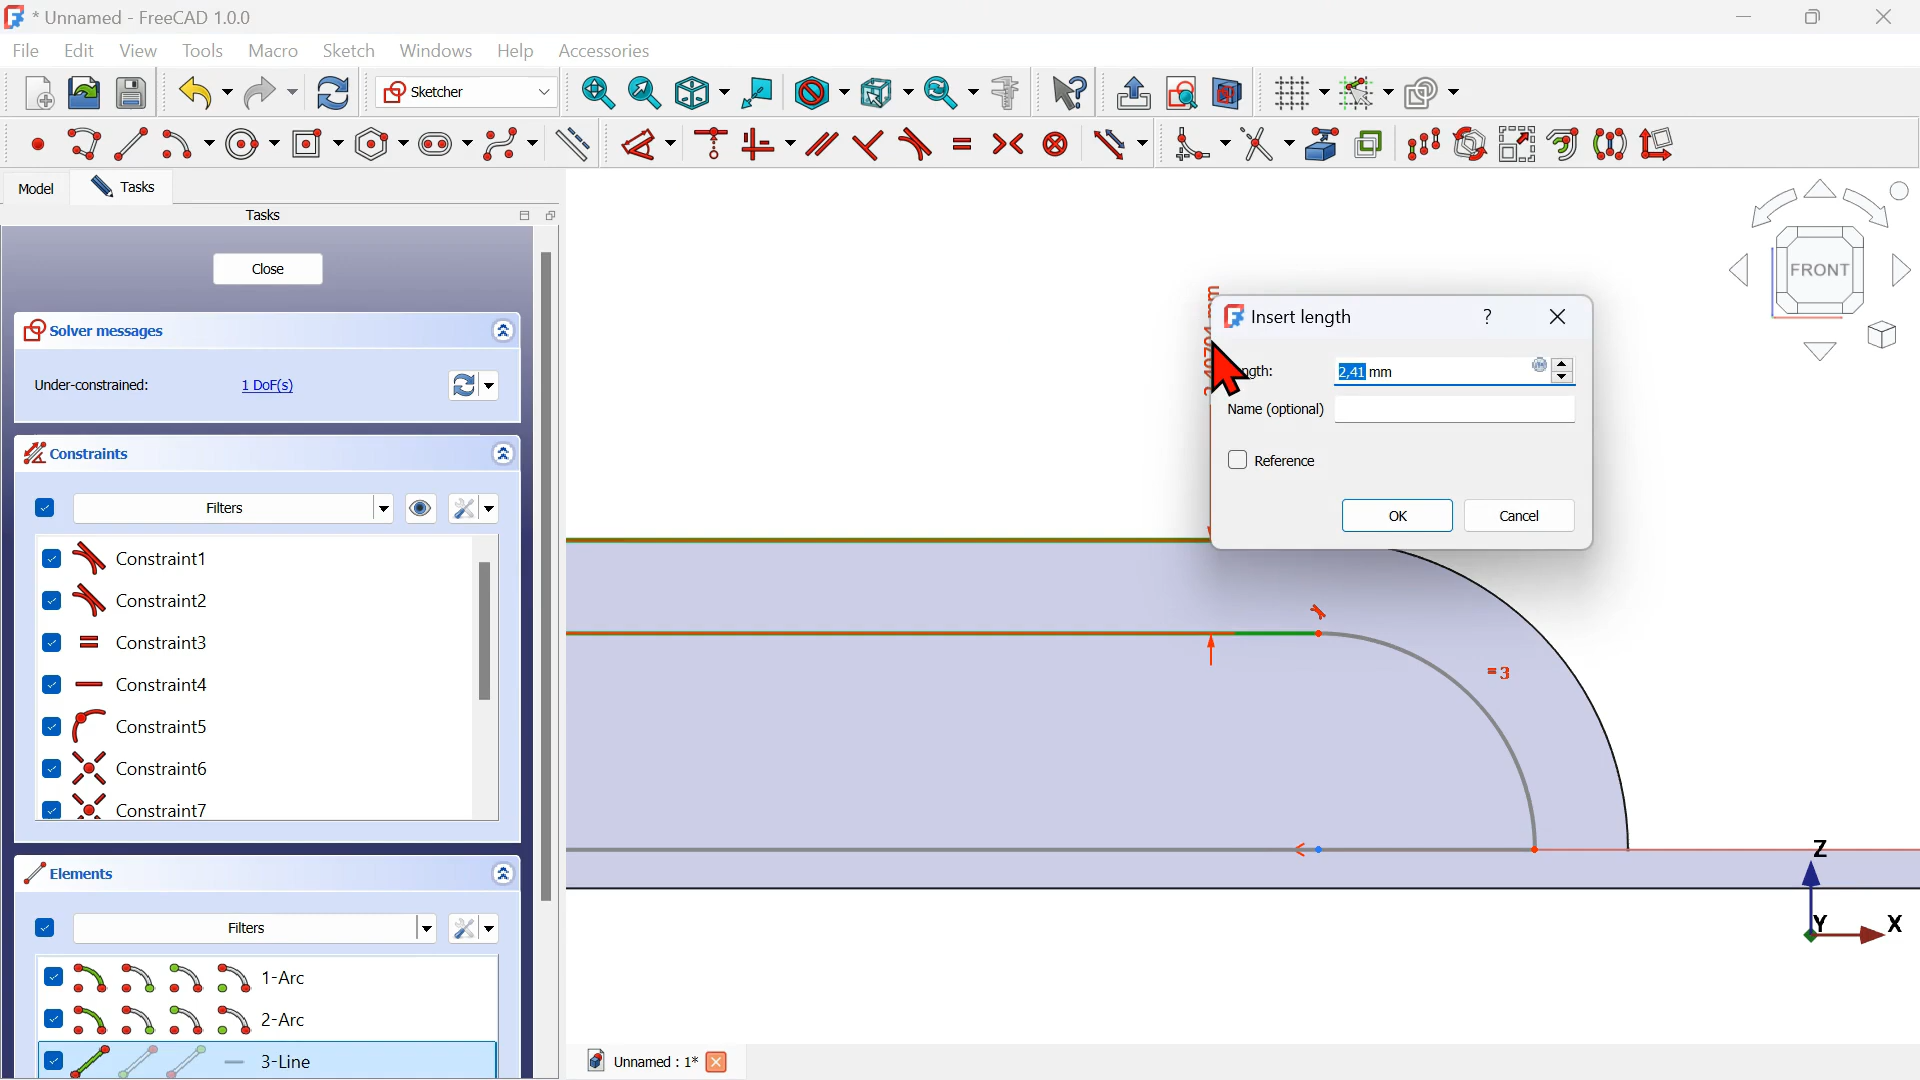 * Unnamed - FreeCAD 1.0.0
File Edit View Tools Macro Sketch Windows Help Accessories
Sketcher
Model Tasks
Tasks
Close
Solver messages
Under-constrained: 1 DoF(s)
Constraints
Filters
Constraint1
Constraint2
Constraint3
Constraint4
Constraint5
Constraint6
Constraint7
Elements
Filters
1-Arc
2-Arc
3-Line
FRONT
Insert length
?
2,41 mm
Name (optional)
Reference
OK Cancel
= 3
Z
Y X
Unnamed : 1*